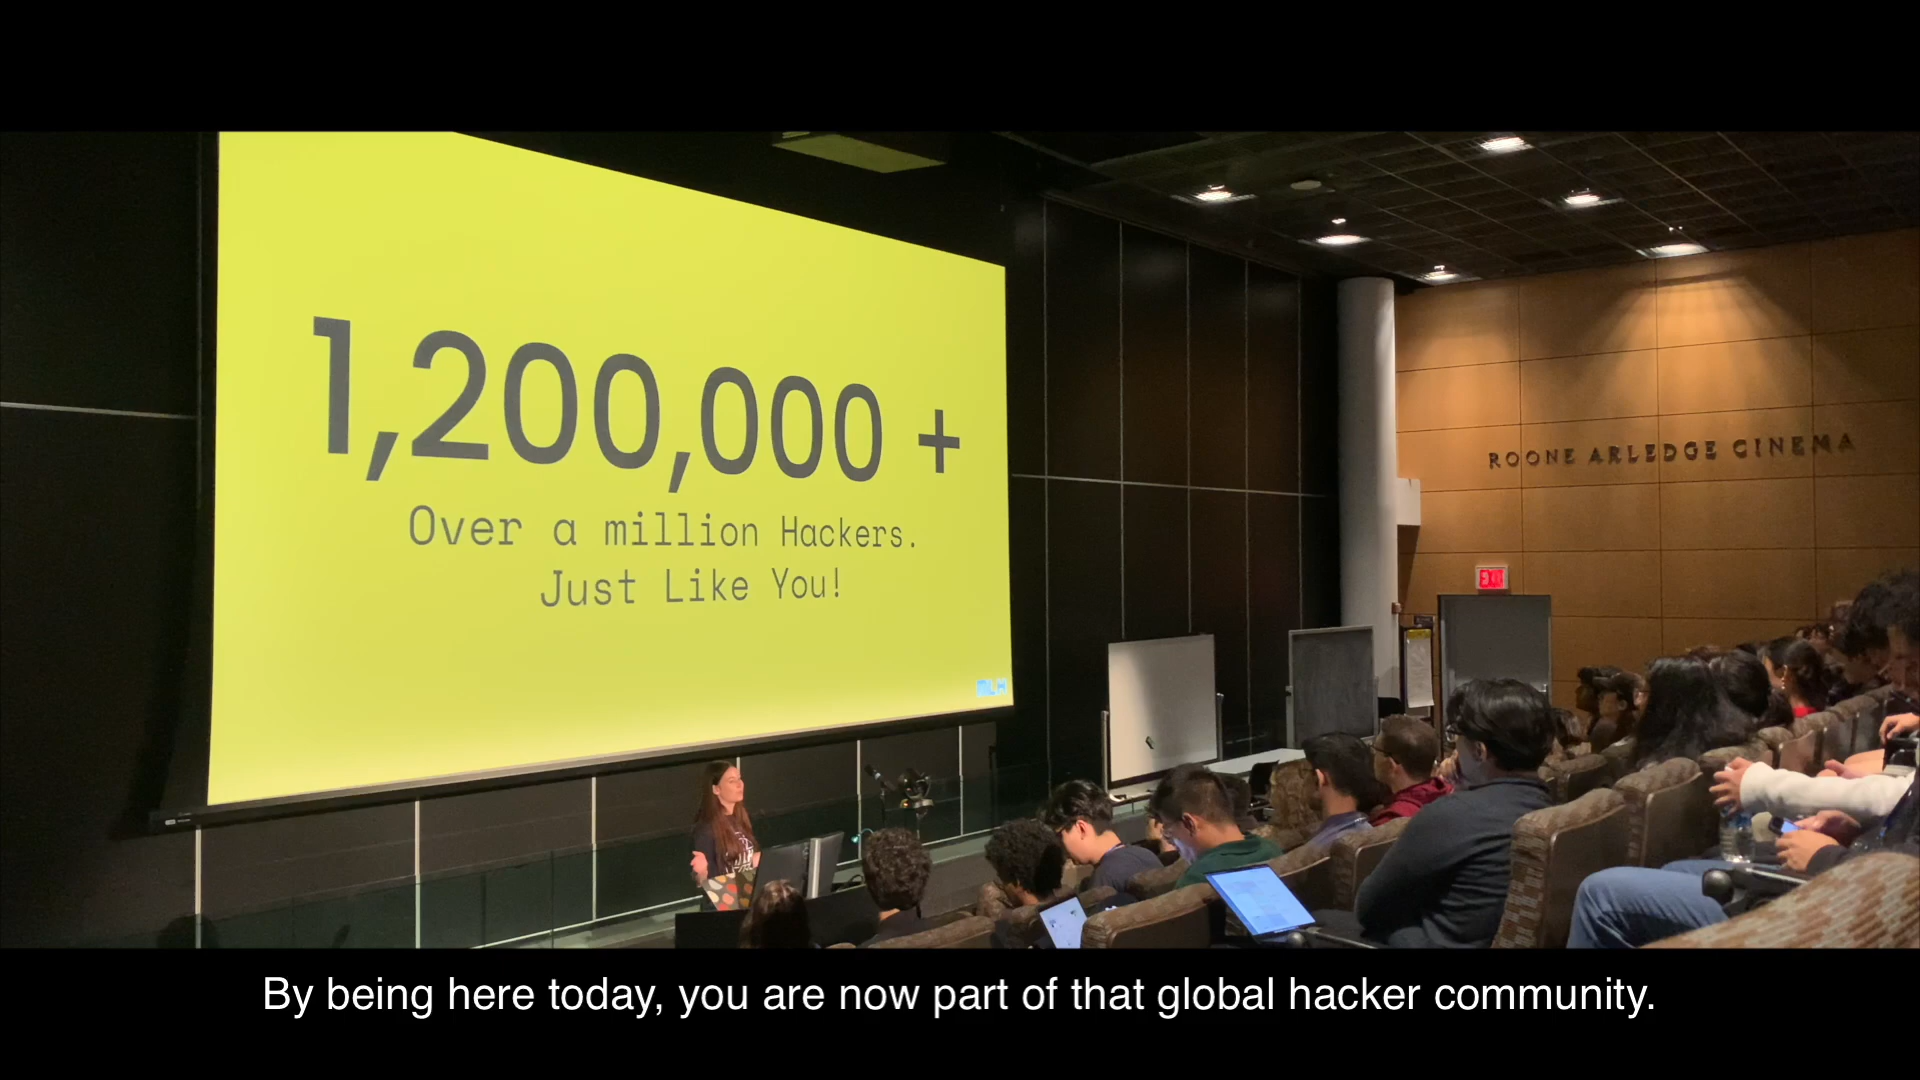 1,200,000 +
Over a million Hackers.
Just Like You!
MLH
ROONE ARLEDGE CINEMA
By being here today, you are now part of that global hacker community.